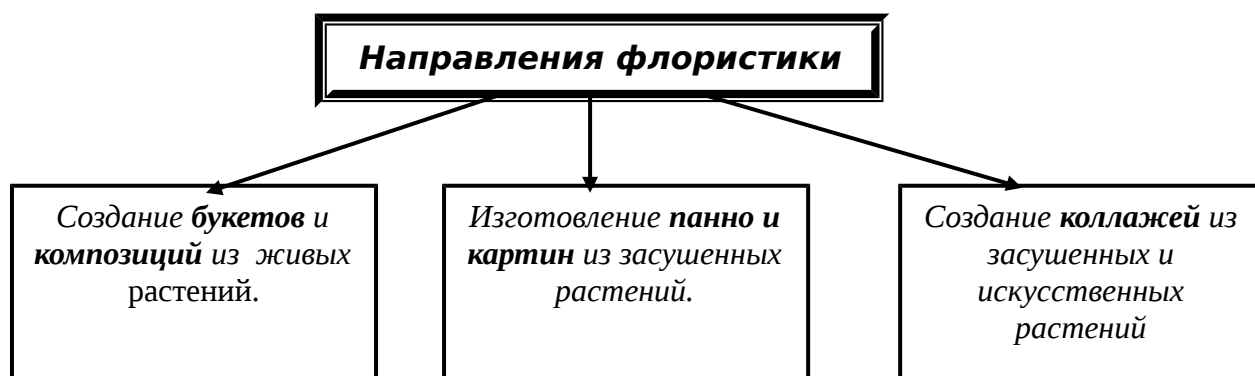 Направления флористики
Создание букетов и
композиций из живых
растений.
Изготовление панно и
картин из засушенных
растений.
Создание коллажей из
засушенных и
искусственных
растений